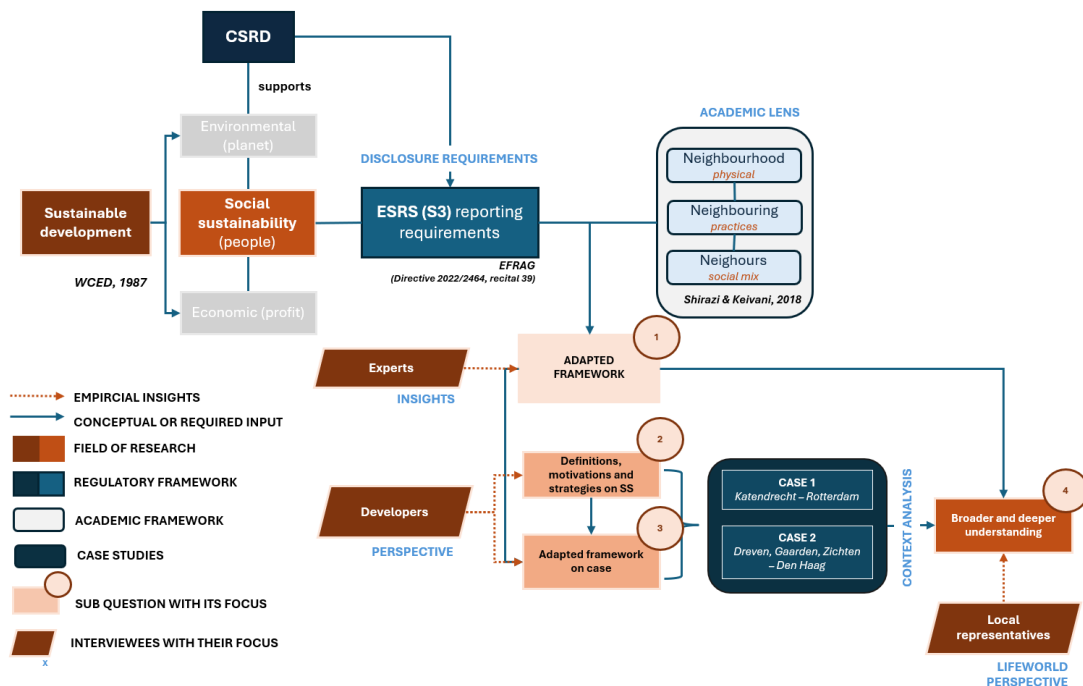 CSRD
supports
Environmental
(planet)
ACADEMIC LENS
DISCLOSURE REQUIREMENTS
Neighbourhood
physical
Sustainable
development
Social
sustainability
(people)
ESRS (S3) reporting
requirements
Neighbouring
practices
Neighours
social mix
WCED, 1987
EFRAG
(Directive 2022/2464, recital 39)
Shirazi & Keivani, 2018
Economic (profit)
1
Experts
INSIGHTS
ADAPTED
FRAMEWORK
EMPIRCIAL INSIGHTS
CONCEPTUAL OR REQUIRED INPUT
FIELD OF RESEARCH
REGULATORY FRAMEWORK
ACADEMIC FRAMEWORK
CASE STUDIES
SUB QUESTION WITH ITS FOCUS
INTERVIEWEES WITH THEIR FOCUS
x
2
Definitions,
motivations and
strategies on SS
Developers
PERSPECTIVE
3
Adapted framework
on case
CASE 1
Katendrecht – Rotterdam
CASE 2
Dreven, Gaarden, Zichten
– Den Haag
CONTEXT ANALYSIS
4
Broader and deeper
understanding
Local
representatives
LIFEWORLD
PERSPECTIVE